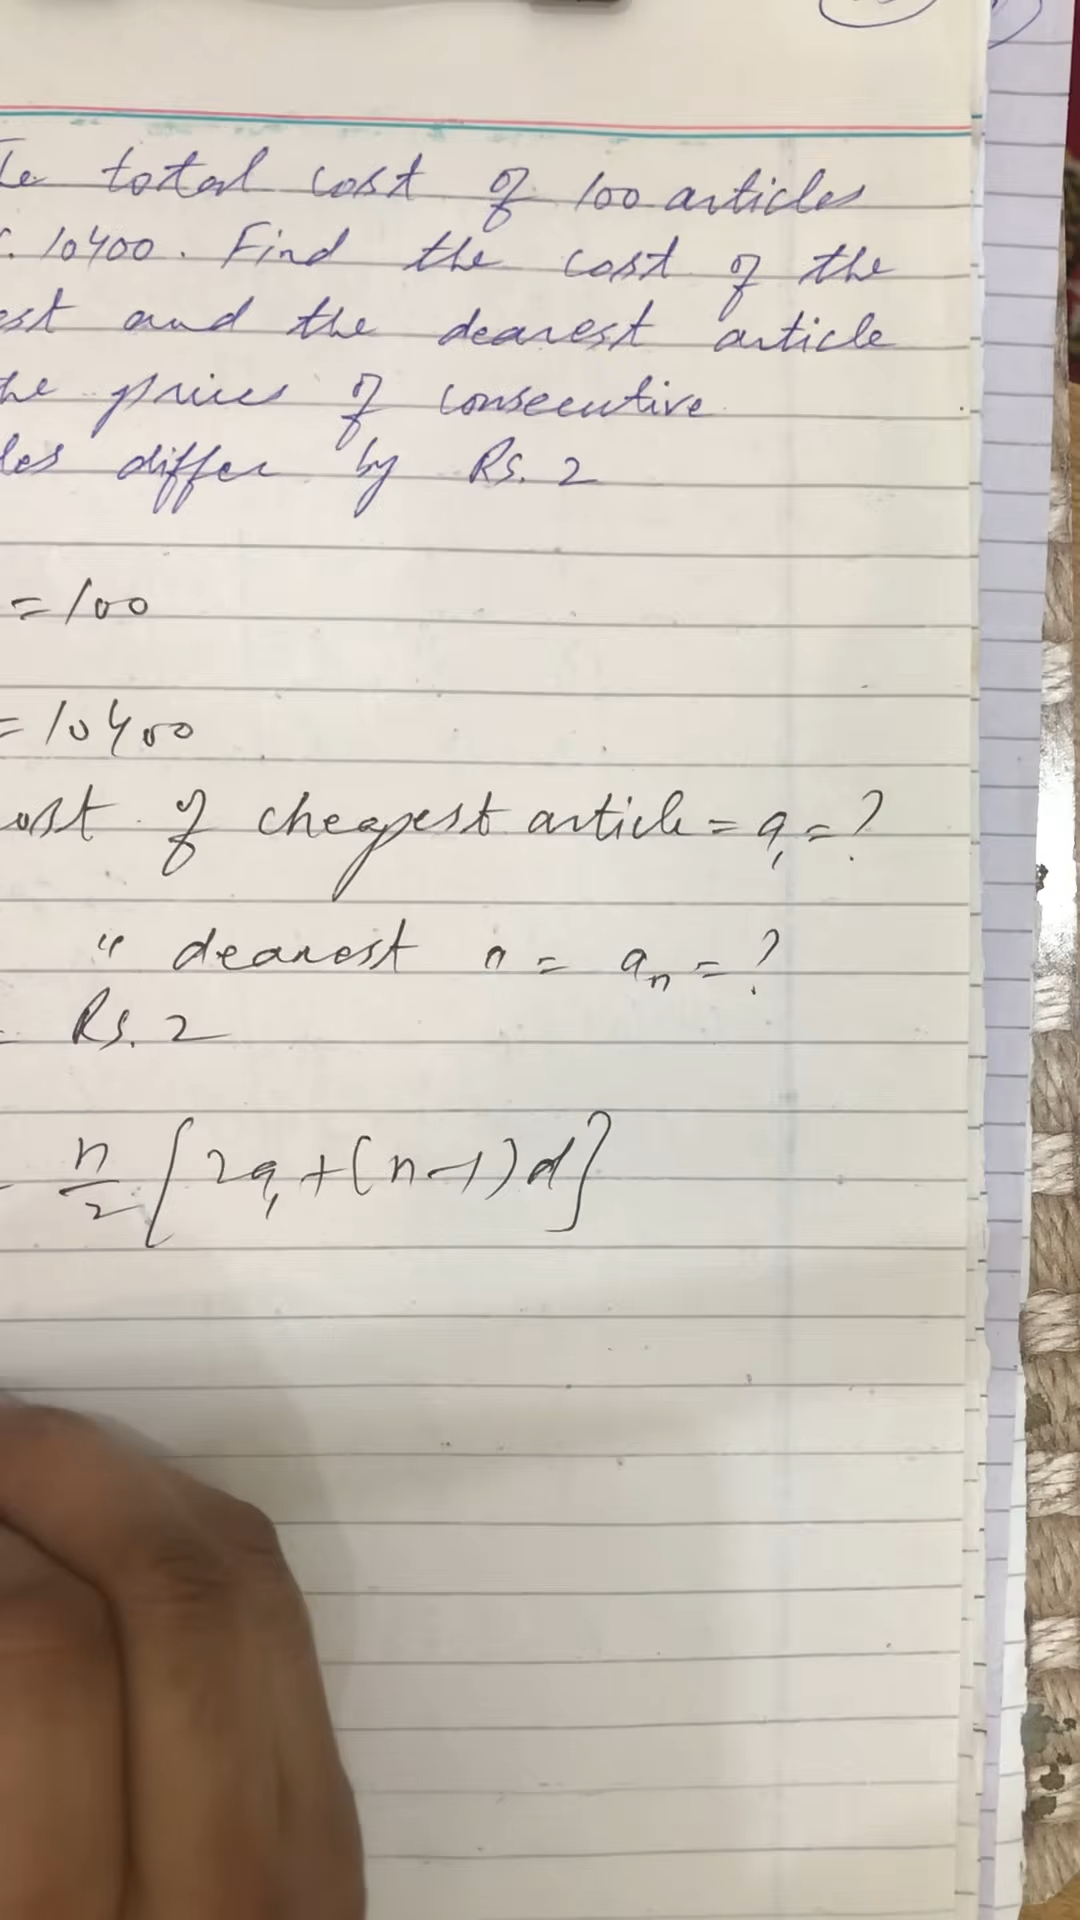 total cost of 100 articles
10400. Find the cost of the
and the dearest article
prices of consecutive
differ by Rs. 2
= 100
= 10400
of cheapest article = a₁ = ?
" dearest " = aₙ = ?
Rs. 2
n/2 [2a₁ + (n-1)d]